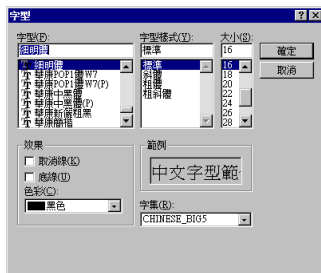 字型
字型(F):
細明體
細明體
華康POP1體W7
華康POP1體W7(P)
華康中黑體
華康中黑體(P)
華康新篆粗黑
華康簡楷
字型樣式(Y):
標準
標準
斜體
粗體
粗斜體
大小(S):
16
16
18
20
22
24
26
28
確定
取消
效果
取消線(K)
底線(U)
色彩(C):
黑色
範例
中文字型範
字集(R):
CHINESE_BIG5